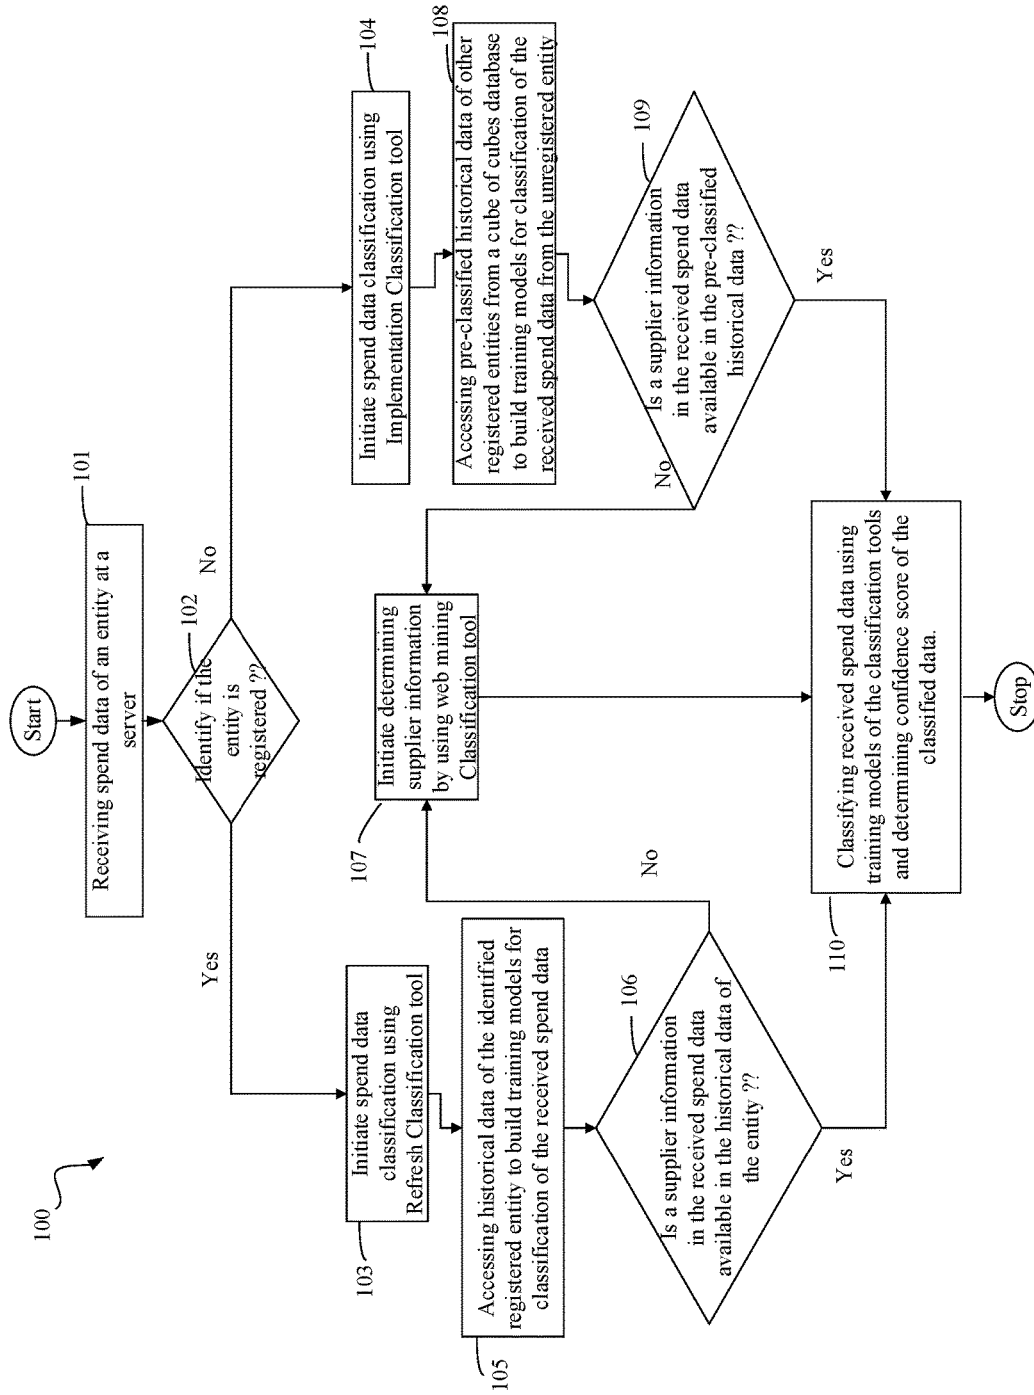 100
Start
101
Receiving spend data of an entity at a
server
102
Identify if the
entity is
registered ??
Yes
No
103
Initiate spend data
classification using
Refresh Classification tool
104
Initiate spend data classification using
Implementation Classification tool
105
Accessing historical data of the identified
registered entity to build training models for
classification of the received spend data
108
Accessing pre-classified historical data of other
registered entities from a cube of cubes database
to build training models for classification of the
received spend data from the unregistered entity
106
Is a supplier information
in the received spend data
available in the historical data of
the entity ??
No
Yes
107
Initiate determining
supplier information
by using web mining
Classification tool
109
Is a supplier information
in the received spend data
available in the pre-classified
historical data ??
No
Yes
110
Classifying received spend data using
training models of the classification tools
and determining confidence score of the
classified data.
Stop